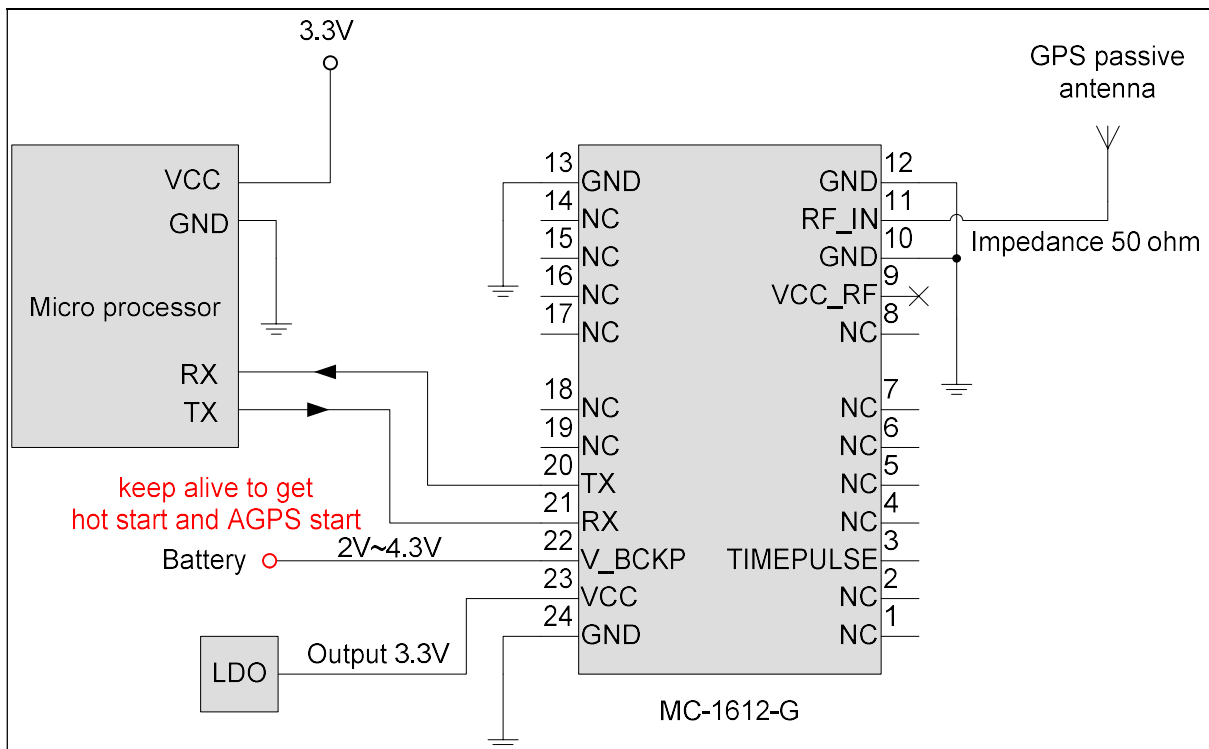 3.3V
GPS passive
antenna
VCC
GND
Micro processor
RX
TX
keep alive to get
hot start and AGPS start
Battery
2V~4.3V
LDO
Output 3.3V
13 GND
14 NC
15 NC
16 NC
17 NC
18 NC
19 NC
20 TX
21 RX
22 V_BCKP
23 VCC
24 GND
GND 12
RF_IN 11
GND 10
VCC_RF 9
NC 8
NC 7
NC 6
NC 5
NC 4
TIMEPULSE 3
NC 2
NC 1
Impedance 50 ohm
MC-1612-G